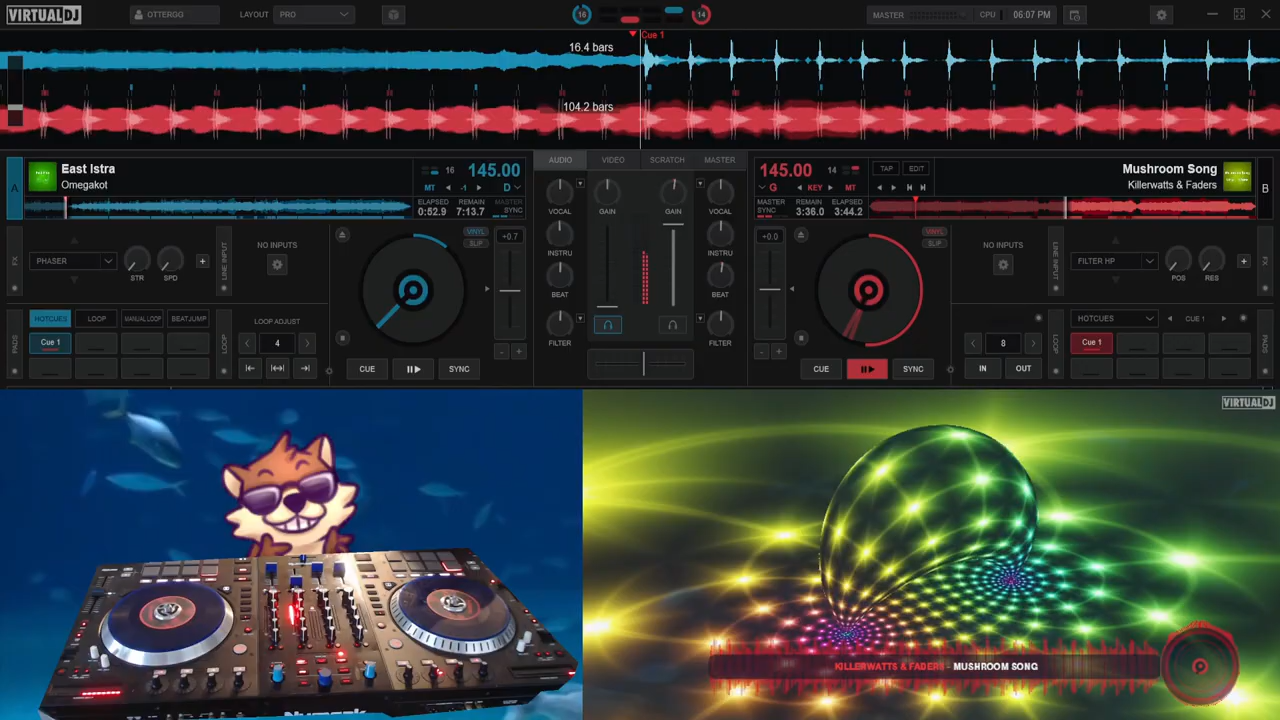 VIRTUALDJ
OTTERGG
LAYOUT
PRO
16
14
MASTER
CPU
06:07 PM
16.4 bars
Cue 1
104.2 bars
A
East Istra
Omegakot
16
145.00
MT
-1
D
ELAPSED
0:52.9
REMAIN
7:13.7
MASTER
SYNC
AUDIO
VIDEO
SCRATCH
MASTER
145.00
14
G
KEY
MT
TAP
EDIT
MASTER
SYNC
REMAIN
3:36.0
ELAPSED
3:44.2
Mushroom Song
Killerwatts & Faders
B
FX
PHASER
STR
SPD
LINE INPUT
NO INPUTS
VINYL
SLIP
+0.7
VOCAL
GAIN
GAIN
VOCAL
INSTRU
INSTRU
BEAT
BEAT
FILTER
FILTER
+0.0
VINYL
SLIP
NO INPUTS
LINE INPUT
FILTER HP
POS
RES
FX
PADS
HOTCUES
LOOP
MANUAL LOOP
BEATJUMP
Cue 1
LOOP
LOOP ADJUST
4
CUE
SYNC
CUE
SYNC
8
IN
OUT
LOOP
HOTCUES
CUE 1
Cue 1
PADS
VIRTUALDJ
Numark
KILLERWATTS & FADERS - MUSHROOM SONG